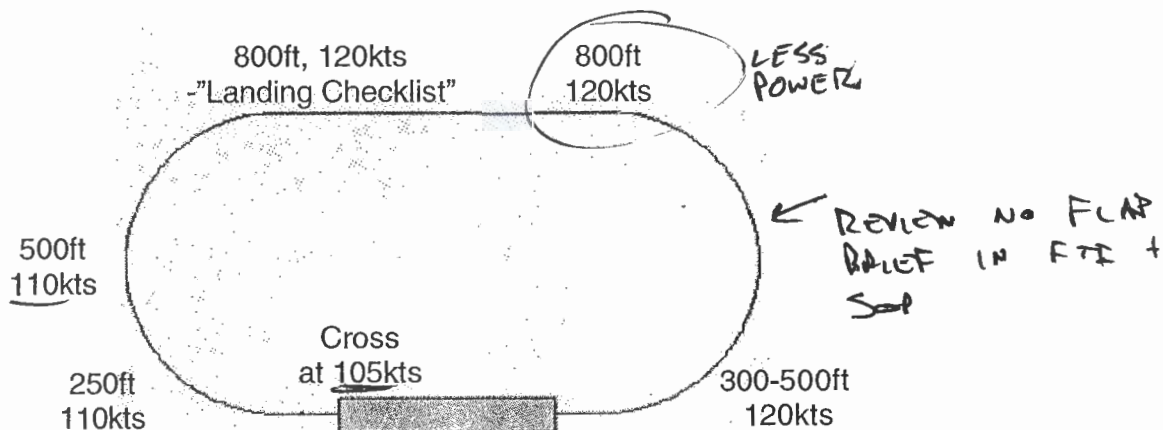 800ft, 120kts
-"Landing Checklist"
800ft
120kts
LESS
POWER
REVIEW NO FLAP
BRIEF IN FTI +
500ft
110kts
Cross
at 105kts
250ft
110kts
300-500ft
120kts